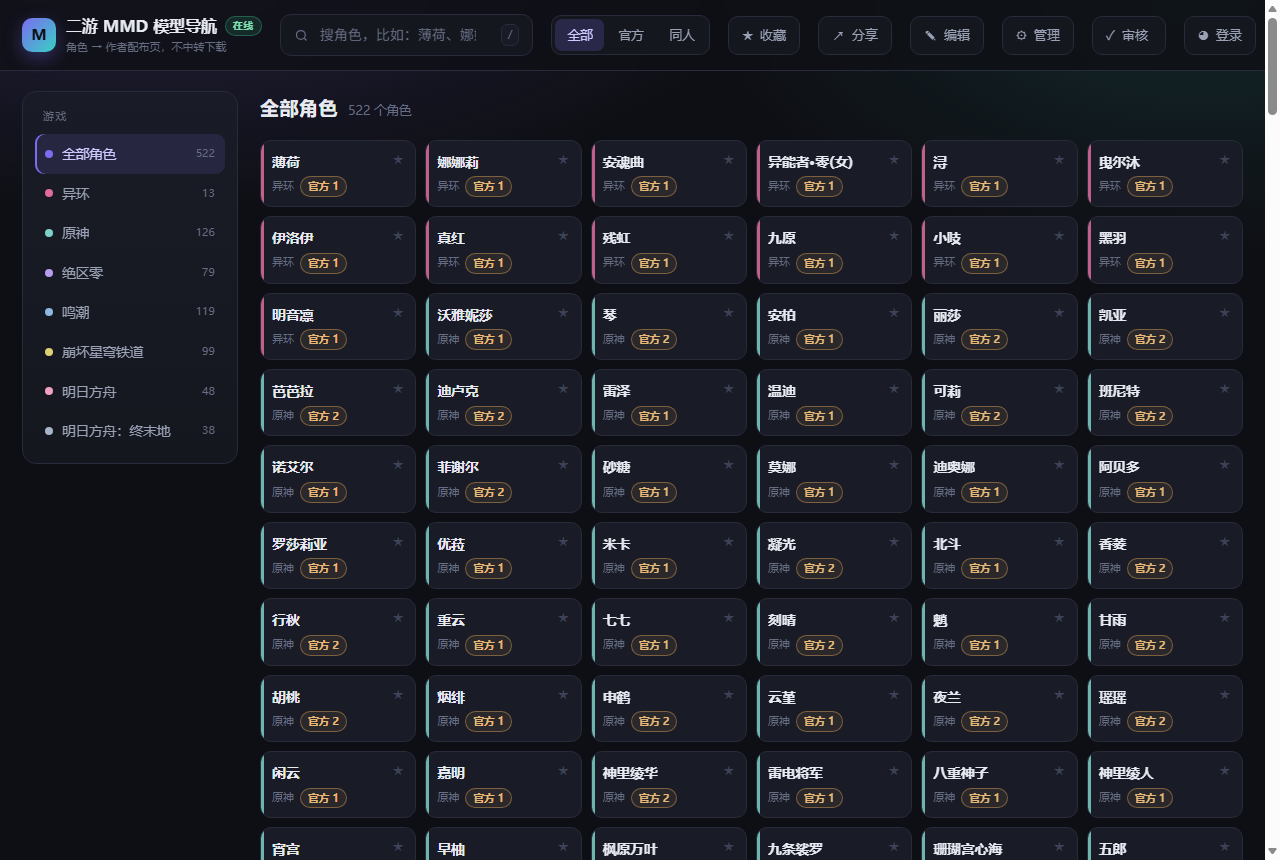 M 二游 MMD 模型导航 在线
角色 → 作者配布页，不中转下载
搜角色，比如：薄荷、娜 /
全部 官方 同人
★ 收藏
↗ 分享
✎ 编辑
⚙ 管理
✓ 审核
登录
游戏
全部角色 522
异环 13
原神 126
绝区零 79
鸣潮 119
崩坏星穹铁道 99
明日方舟 48
明日方舟：终末地 38
全部角色 522 个角色
薄荷 ★ 娜娜莉 ★ 安魂曲 ★ 异能者·零(女) ★ 浔 ★ 曳尔沐 ★
异环 官方 1 异环 官方 1 异环 官方 1 异环 官方 1 异环 官方 1 异环 官方 1
伊洛伊 ★ 真红 ★ 残虹 ★ 九原 ★ 小吱 ★ 黑羽 ★
异环 官方 1 异环 官方 1 异环 官方 1 异环 官方 1 异环 官方 1 异环 官方 1
明音凛 ★ 沃雅妮莎 ★ 琴 ★ 安柏 ★ 丽莎 ★ 凯亚 ★
异环 官方 1 原神 官方 1 原神 官方 2 原神 官方 1 原神 官方 2 原神 官方 2
芭芭拉 ★ 迪卢克 ★ 雷泽 ★ 温迪 ★ 可莉 ★ 班尼特 ★
原神 官方 2 原神 官方 2 原神 官方 1 原神 官方 1 原神 官方 2 原神 官方 2
诺艾尔 ★ 菲谢尔 ★ 砂糖 ★ 莫娜 ★ 迪奥娜 ★ 阿贝多 ★
原神 官方 1 原神 官方 2 原神 官方 1 原神 官方 1 原神 官方 1 原神 官方 1
罗莎莉亚 ★ 优菈 ★ 米卡 ★ 凝光 ★ 北斗 ★ 香菱 ★
原神 官方 1 原神 官方 1 原神 官方 1 原神 官方 2 原神 官方 1 原神 官方 2
行秋 ★ 重云 ★ 七七 ★ 刻晴 ★ 魈 ★ 甘雨 ★
原神 官方 2 原神 官方 1 原神 官方 1 原神 官方 2 原神 官方 1 原神 官方 2
胡桃 ★ 烟绯 ★ 申鹤 ★ 云堇 ★ 夜兰 ★ 瑶瑶 ★
原神 官方 2 原神 官方 1 原神 官方 2 原神 官方 1 原神 官方 2 原神 官方 2
闲云 ★ 嘉明 ★ 神里绫华 ★ 雷电将军 ★ 八重神子 ★ 神里绫人 ★
原神 官方 1 原神 官方 1 原神 官方 2 原神 官方 1 原神 官方 1 原神 官方 1
宵宫 ★ 早柚 ★ 枫原万叶 ★ 九条裟罗 ★ 珊瑚宫心海 ★ 五郎 ★